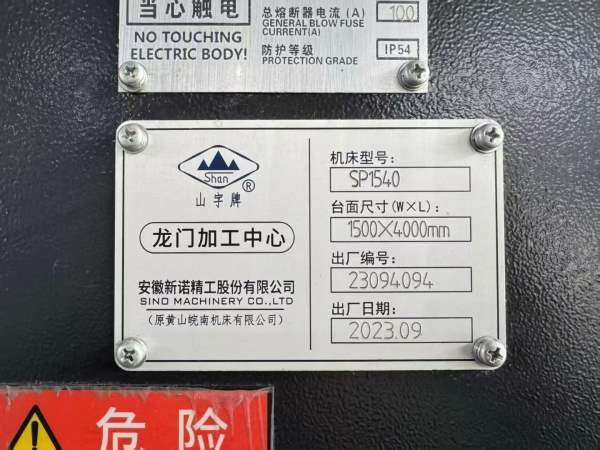 当心触电
NO TOUCHING
ELECTRIC BODY!
总熔断器电流（A）
GENERAL BLOW FUSE
CURRENT(A)
100
防护等级
PROTECTION GRADE
IP54
Shan
®
山字牌
龙门加工中心
安徽新诺精工股份有限公司
SINO MACHINERY CO.,LTD
（原黄山皖南机床有限公司）
机床型号:
SP1540
台面尺寸(W×L):
1500×4000mm
出厂编号:
23094094
出厂日期:
2023.09
危险